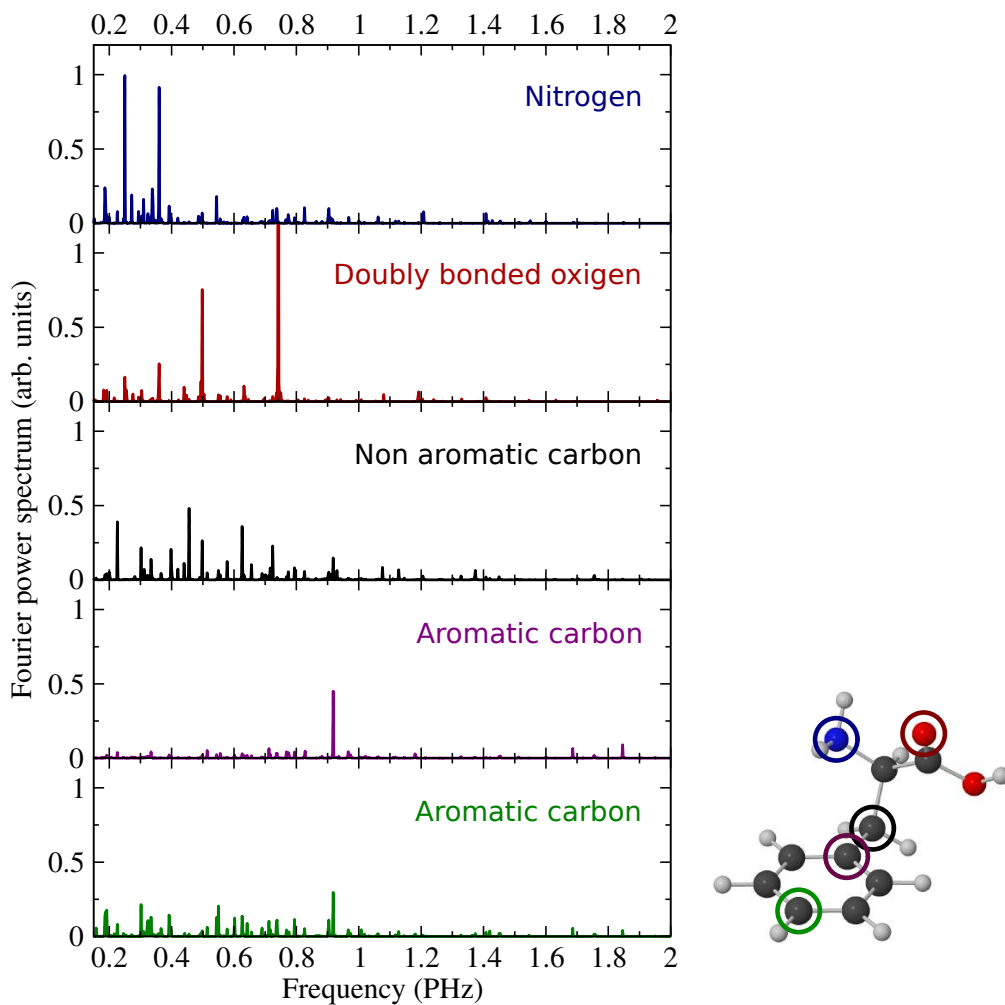 0.2 0.4 0.6 0.8 1 1.2 1.4 1.6 1.8 2
1
Nitrogen
0.5
0
1
Doubly bonded oxigen
0.5
0
1
Non aromatic carbon
0.5
0
1
Aromatic carbon
0.5
0
1
Aromatic carbon
0.5
0
0.2 0.4 0.6 0.8 1 1.2 1.4 1.6 1.8 2
Frequency (PHz)
Fourier power spectrum (arb. units)